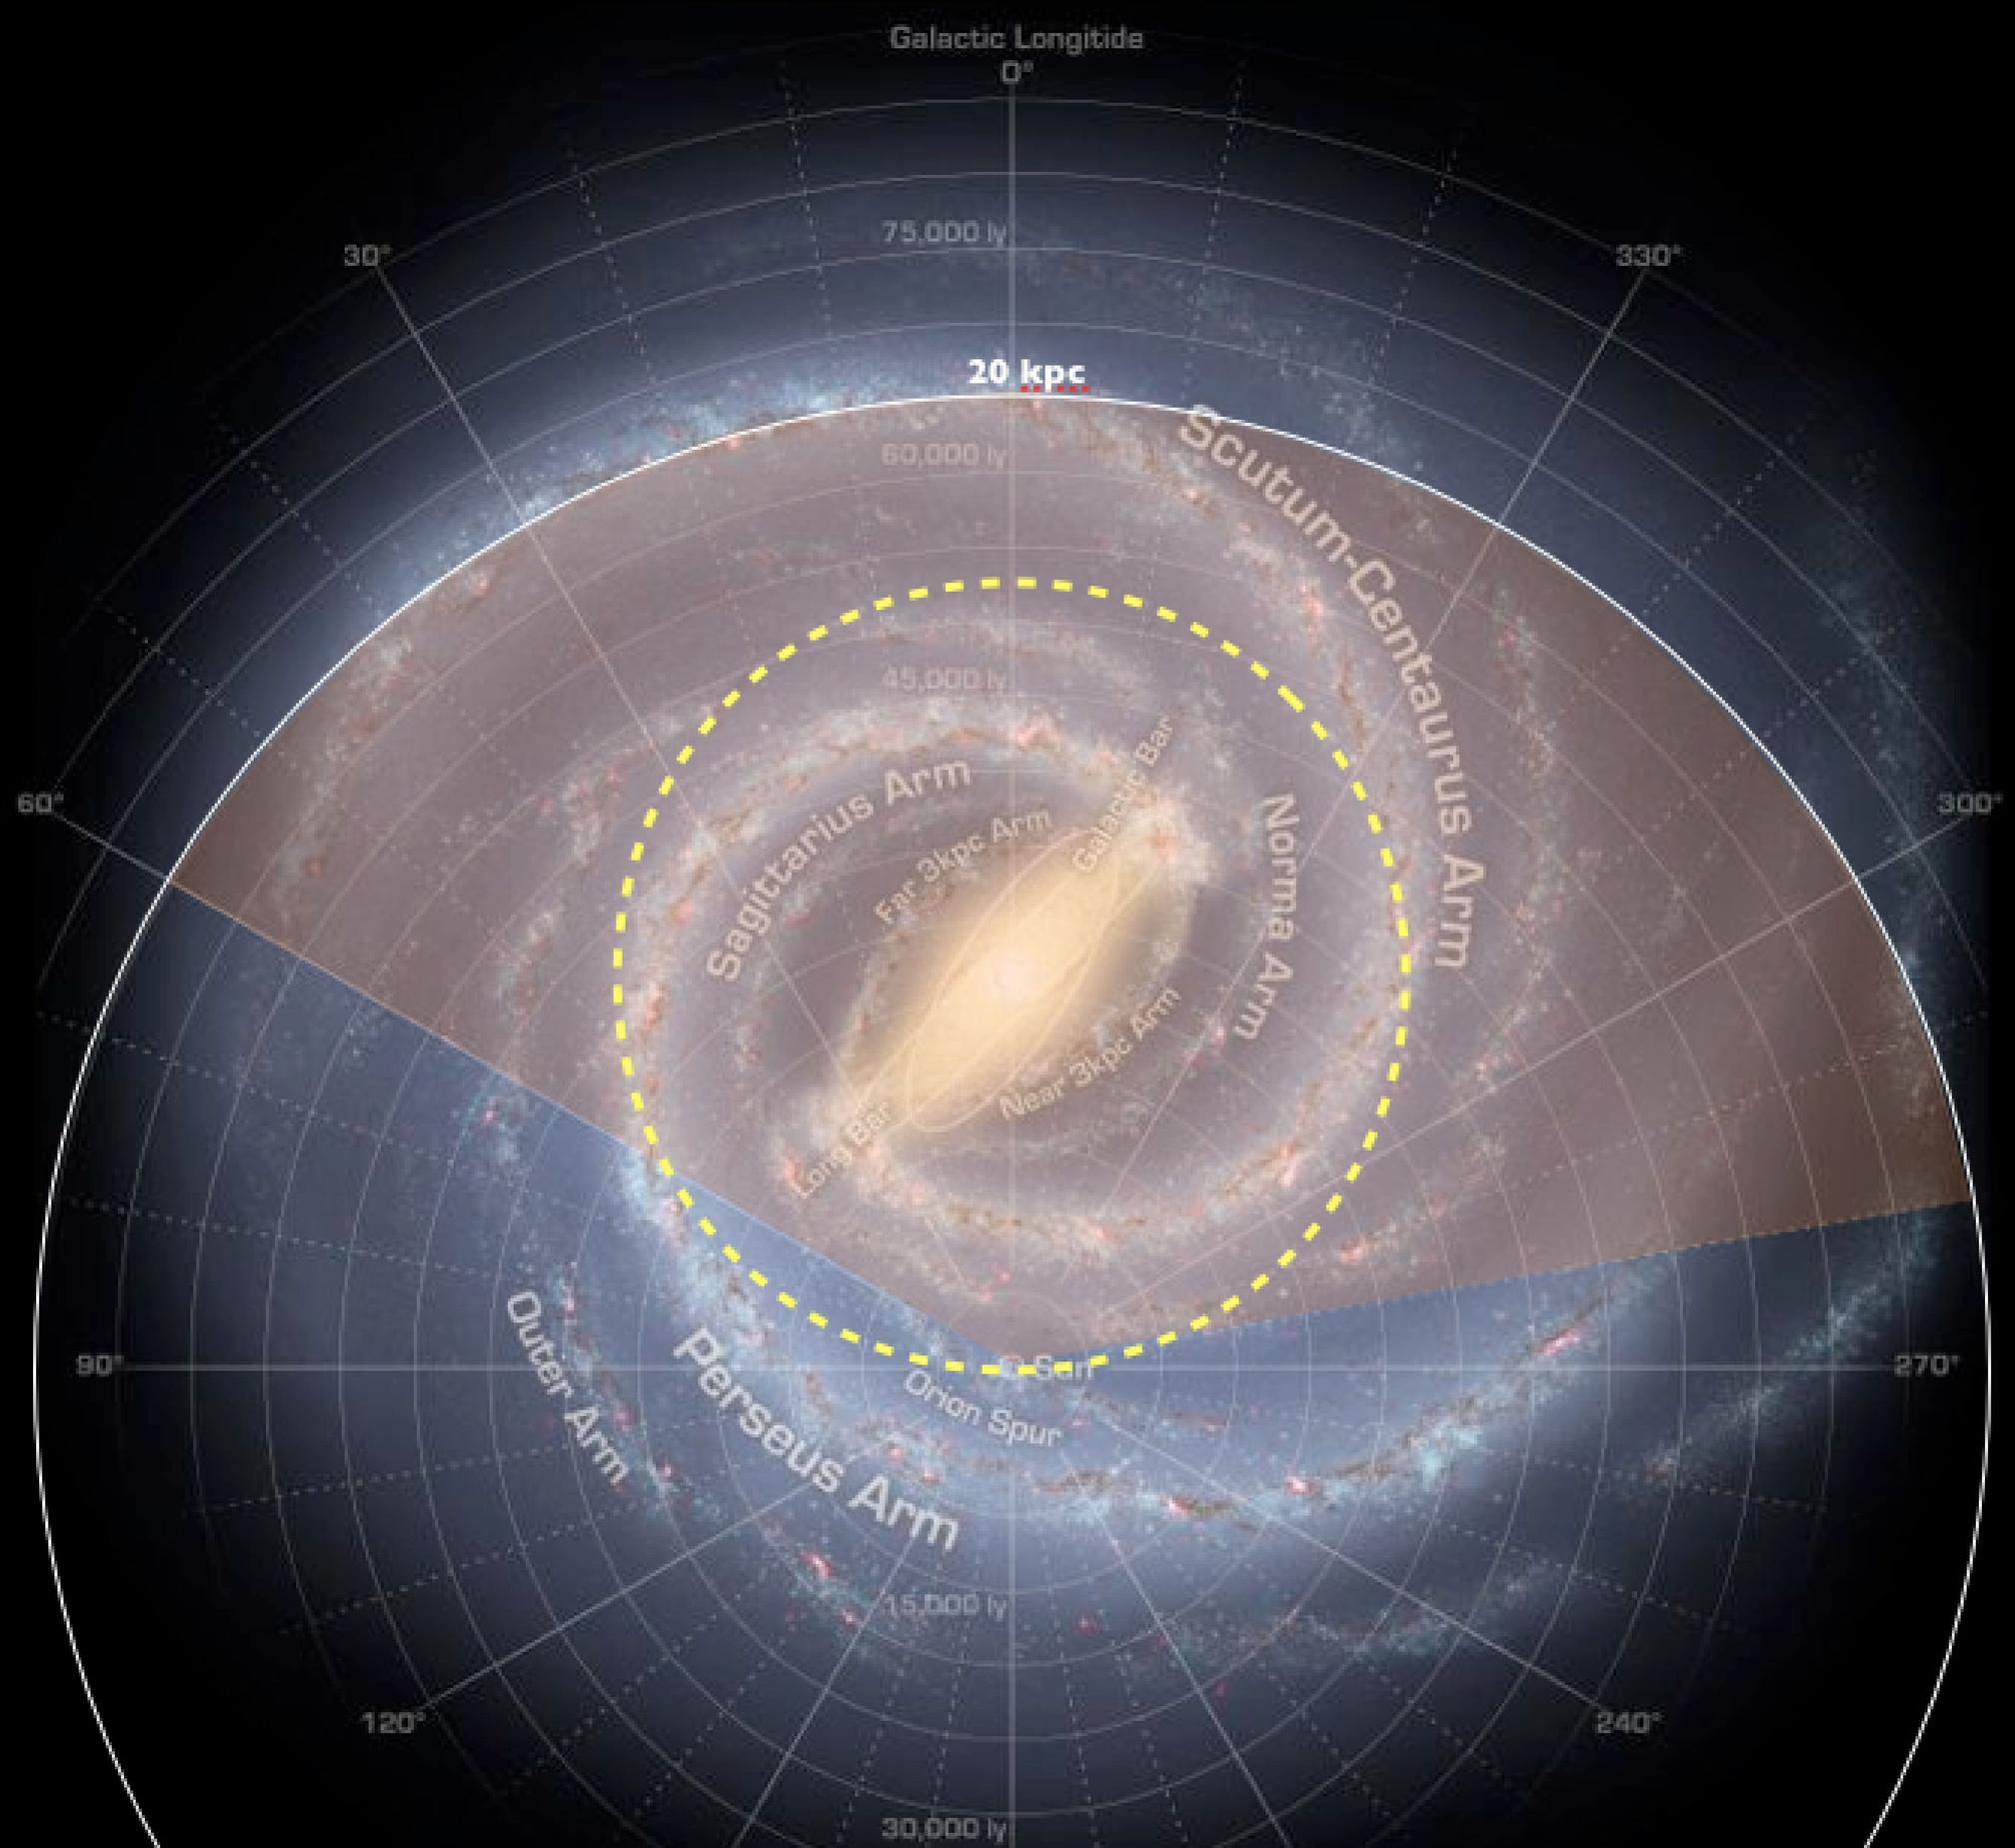 Galactic Longitide
0°
30°
330°
75,000 ly
20 kpc
60,000 ly
Scutum-Centaurus Arm
45,000 ly
60°
300°
Galactic Bar
Sagittarius Arm
Far 3kpc Arm
Norma Arm
Near 3kpc Arm
Long Bar
90°
Sun
270°
Outer Arm
Orion Spur
Perseus Arm
15,000 ly
120°
240°
30,000 ly